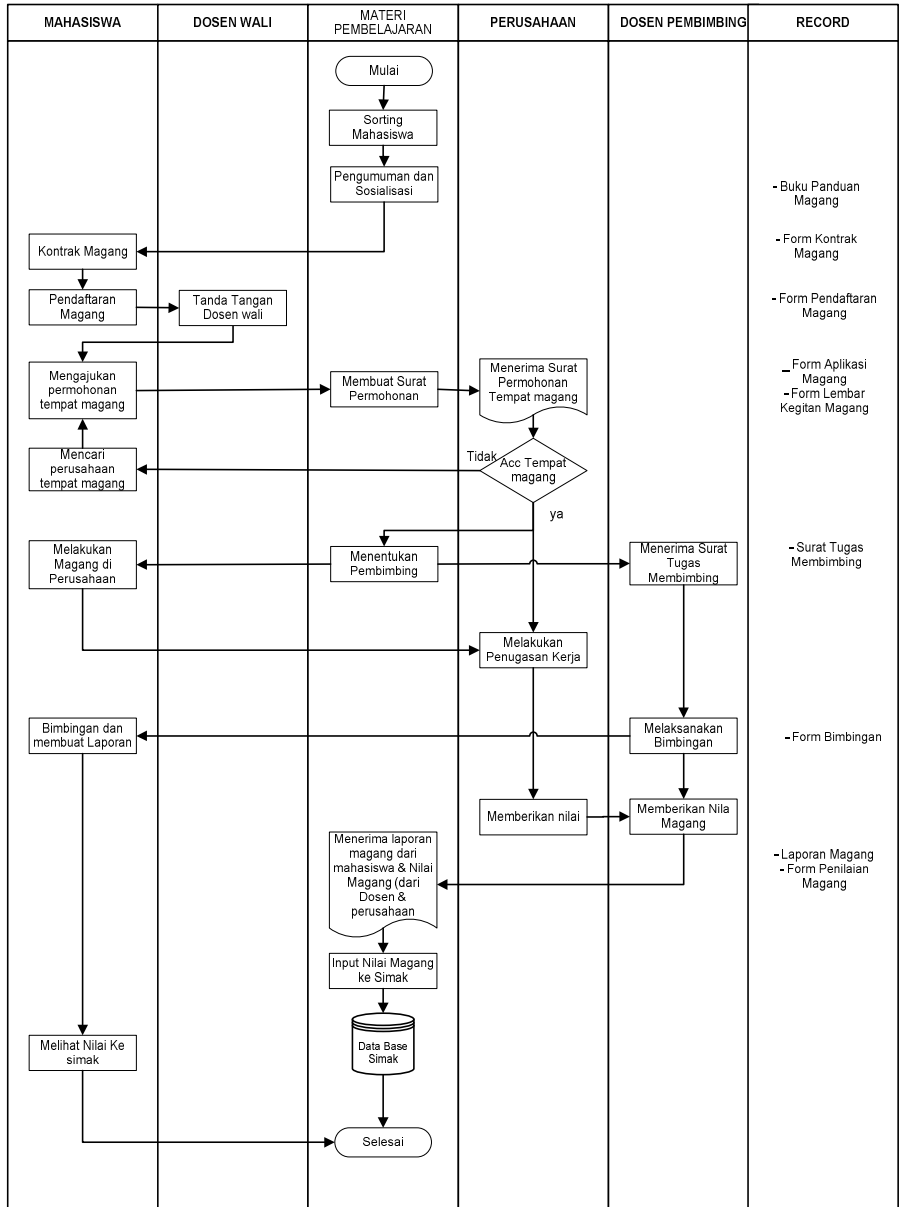 MAHASISWA
DOSEN WALI
MATERI
PEMBELAJARAN
PERUSAHAAN
DOSEN PEMBIMBING
RECORD
Mulai
Sorting
Mahasiswa
Pengumuman dan
Sosialisasi
- Buku Panduan
Magang
Kontrak Magang
- Form Kontrak
Magang
Pendaftaran
Magang
Tanda Tangan
Dosen wali
- Form Pendaftaran
Magang
Mengajukan
permohonan
tempat magang
Membuat Surat
Permohonan
Menerima Surat
Permohonan
Tempat magang
_ Form Aplikasi
Magang
- Form Lembar
Kegitan Magang
Mencari
perusahaan
tempat magang
Tidak
Acc Tempat
magang
ya
Melakukan
Magang di
Perusahaan
Menentukan
Pembimbing
Menerima Surat
Tugas
Membimbing
- Surat Tugas
Membimbing
Melakukan
Penugasan Kerja
Bimbingan dan
membuat Laporan
Melaksanakan
Bimbingan
- Form Bimbingan
Memberikan nilai
Memberikan Nila
Magang
Menerima laporan
magang dari
mahasiswa & Nilai
Magang (dari
Dosen &
perusahaan
- Laporan Magang
- Form Penilaian
Magang
Input Nilai Magang
ke Simak
Data Base
Simak
Melihat Nilai Ke
simak
Selesai